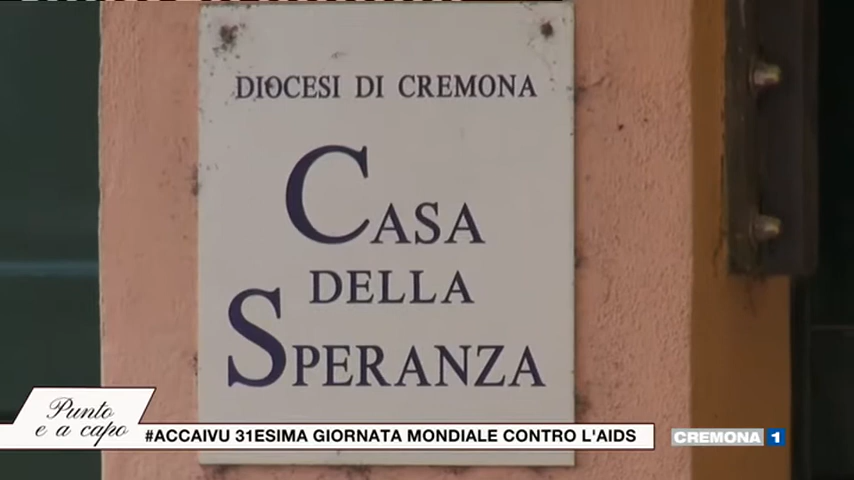 DIOCESI DI CREMONA
CASA
DELLA
SPERANZA
Punto
e a capo
#ACCAIVU 31ESIMA GIORNATA MONDIALE CONTRO L'AIDS
CREMONA 1